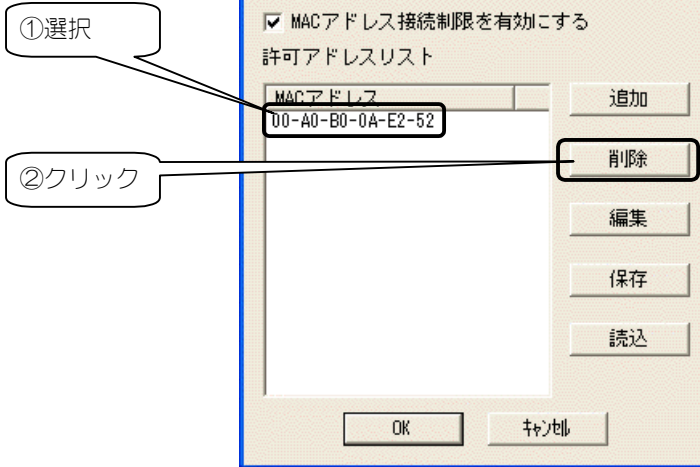 ①選択
MACアドレス接続制限を有効にする
許可アドレスリスト
MACアドレス
00-A0-B0-0A-E2-52
追加
②クリック
削除
編集
保存
読込
OK
ｷｬﾝｾﾙ